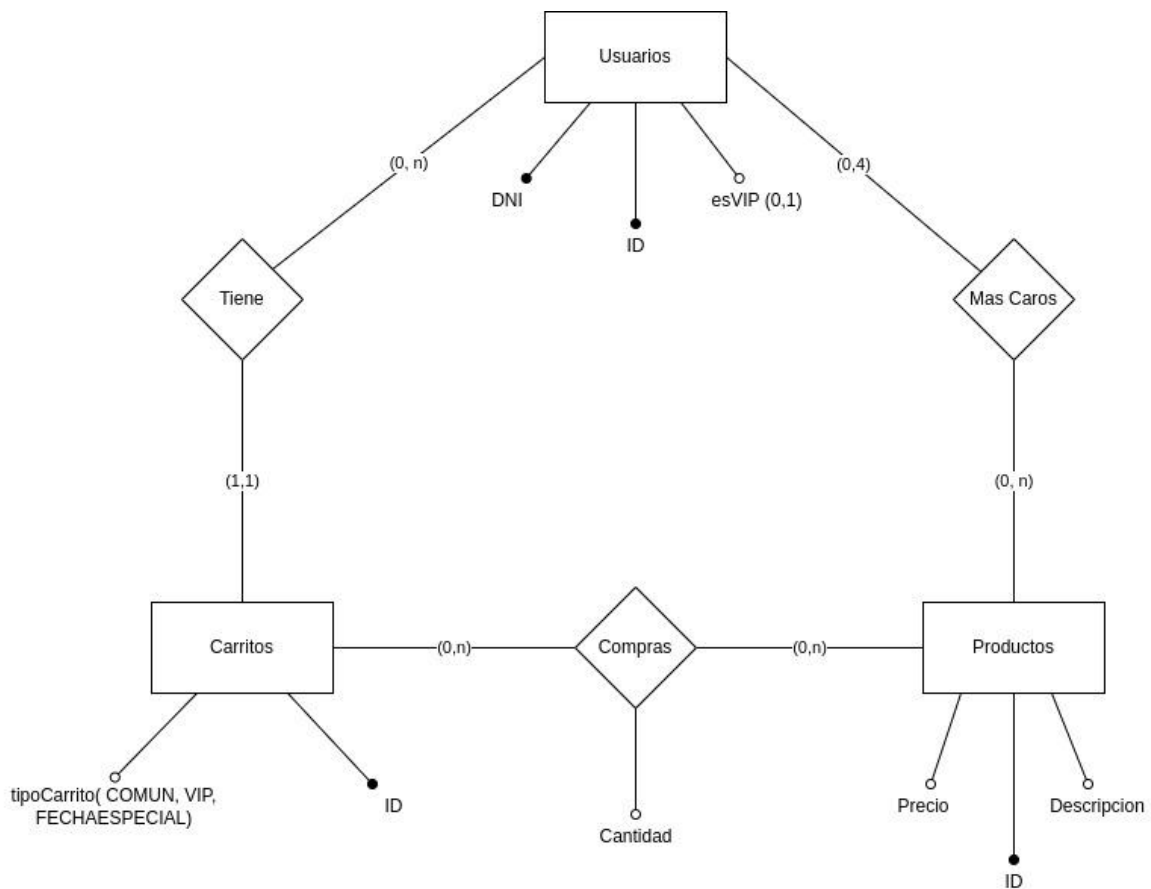 Usuarios
(0, n)
(0,4)
DNI
esVIP (0,1)
ID
Tiene
Mas Caros
(1,1)
(0, n)
Carritos
(0,n)
Compras
(0,n)
Productos
tipoCarrito( COMUN, VIP,
FECHAESPECIAL)
ID
Cantidad
Precio
Descripcion
ID